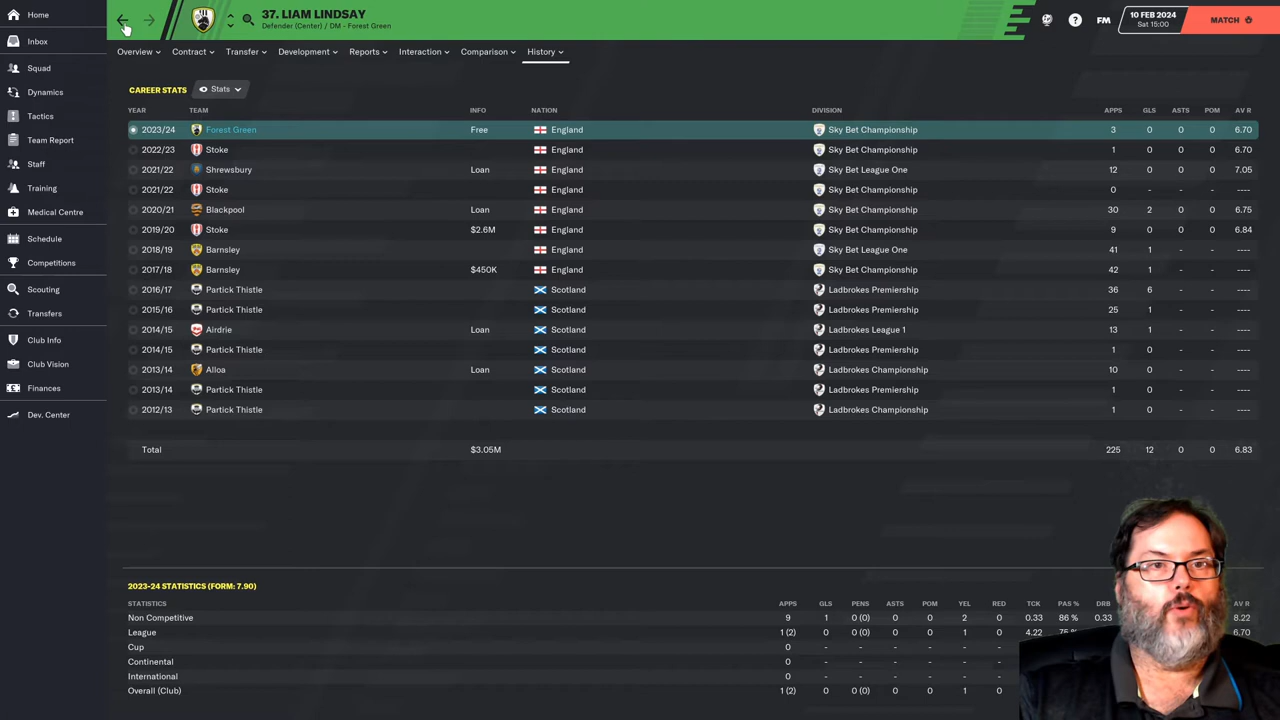 Home
Inbox
Squad
Dynamics
Tactics
Team Report
Staff
Training
Medical Centre
Schedule
Competitions
Scouting
Transfers
Club Info
Club Vision
Finances
Dev. Center
37. LIAM LINDSAY
Defender (Center) / DM - Forest Green
? FM 10 FEB 2024 Sat 15:00 MATCH
Overview Contract Transfer Development Reports Interaction Comparison History
CAREER STATS Stats
YEAR TEAM INFO NATION DIVISION APPS GLS ASTS POM AV R
2023/24 Forest Green Free England Sky Bet Championship 3 0 0 0 6.70
2022/23 Stoke England Sky Bet Championship 1 0 0 0 6.70
2021/22 Shrewsbury Loan England Sky Bet League One 12 0 0 0 7.05
2021/22 Stoke England Sky Bet Championship 0 - - - ----
2020/21 Blackpool Loan England Sky Bet Championship 30 2 0 0 6.75
2019/20 Stoke $2.6M England Sky Bet Championship 9 0 0 0 6.84
2018/19 Barnsley England Sky Bet League One 41 1 - - ----
2017/18 Barnsley $450K England Sky Bet Championship 42 1 - - ----
2016/17 Partick Thistle Scotland Ladbrokes Premiership 36 6 - - ----
2015/16 Partick Thistle Scotland Ladbrokes Premiership 25 1 - - ----
2014/15 Airdrie Loan Scotland Ladbrokes League 1 13 1 - - ----
2014/15 Partick Thistle Scotland Ladbrokes Premiership 1 0 - - ----
2013/14 Alloa Loan Scotland Ladbrokes Championship 10 0 - - ----
2013/14 Partick Thistle Scotland Ladbrokes Premiership 1 0 - - ----
2012/13 Partick Thistle Scotland Ladbrokes Championship 1 0 - - ----
Total $3.05M 225 12 0 0 6.83
2023-24 STATISTICS (FORM: 7.90)
STATISTICS APPS GLS PENS ASTS POM YEL RED TCK PAS % DRB AV R
Non Competitive 9 1 0 (0) 0 0 2 0 0.33 86 % 0.33 8.22
League 1 (2) 0 0 (0) 0 0 1 0 4.22 6.70
Cup 0 - - - - - -
Continental 0 - - - - - -
International 0 - - - - - -
Overall (Club) 1 (2) 0 0 (0) 0 0 1 0